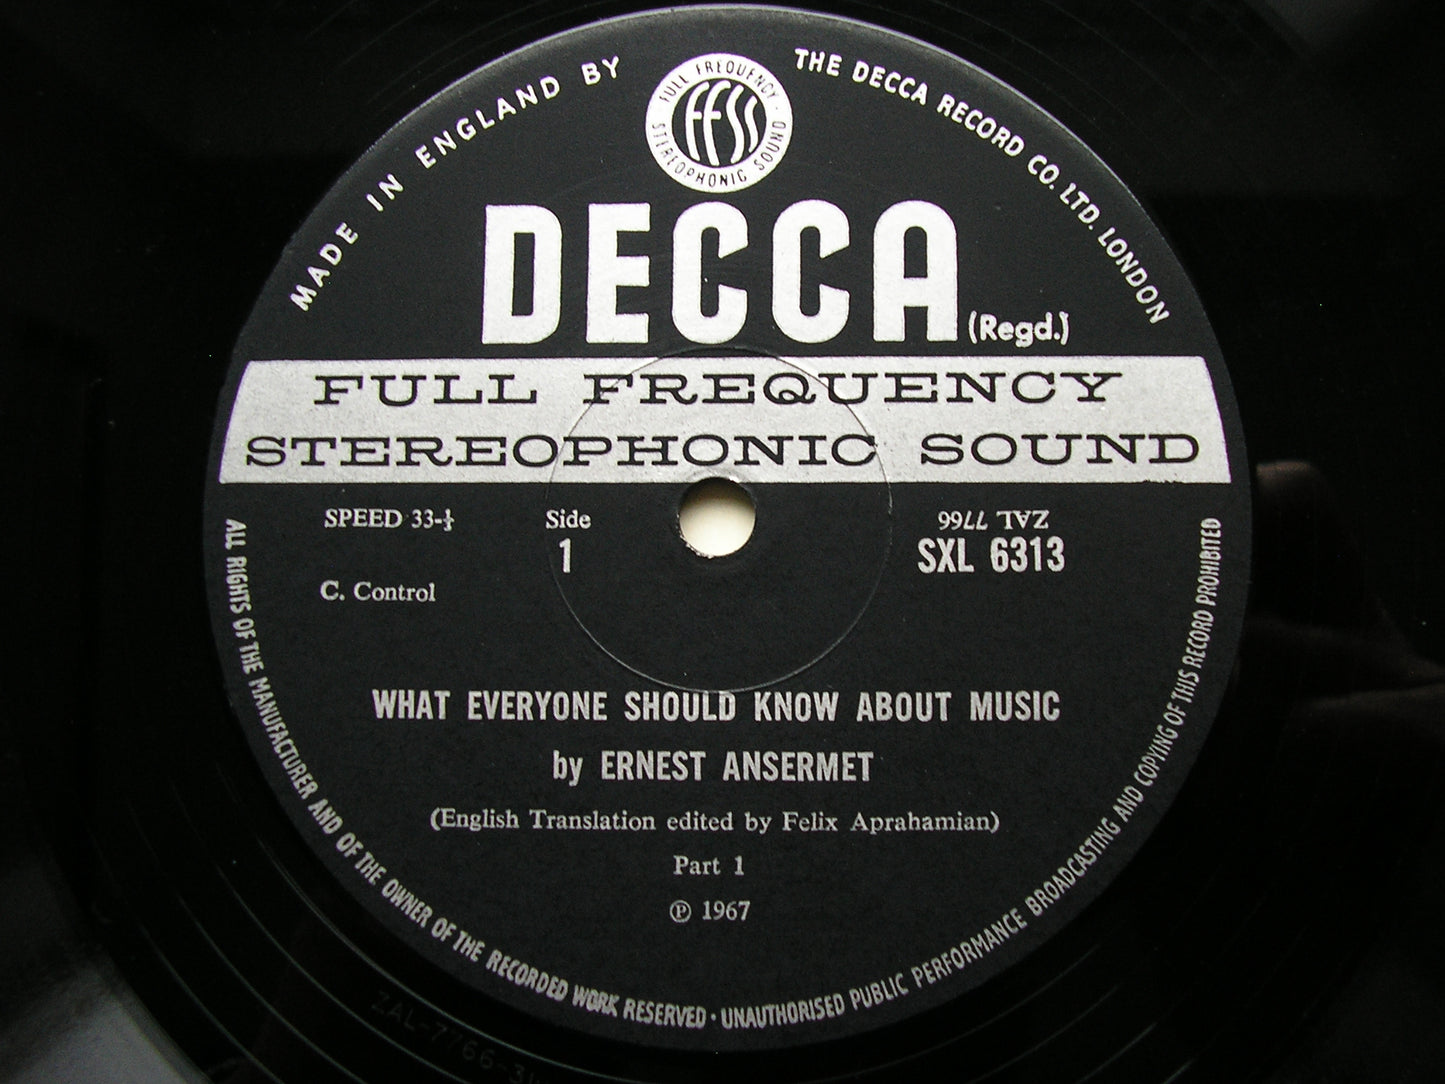 MADE IN ENGLAND BY
THE DECCA RECORD CO. LTD. LONDON
FULL FREQUENCY
STEREOPHONIC SOUND
FFSS
DECCA
(Regd.)
FULL FREQUENCY
STEREOPHONIC SOUND
SPEED 33-⅓
Side
1
ZAL 7766
SXL 6313
C. Control
WHAT EVERYONE SHOULD KNOW ABOUT MUSIC
by ERNEST ANSERMET
(English Translation edited by Felix Aprahamian)
Part 1
℗ 1967
ALL RIGHTS OF THE MANUFACTURER AND OF THE OWNER OF THE RECORDED WORK RESERVED · UNAUTHORISED PUBLIC PERFORMANCE BROADCASTING AND COPYING OF THIS RECORD PROHIBITED
ZAL-7766-3W